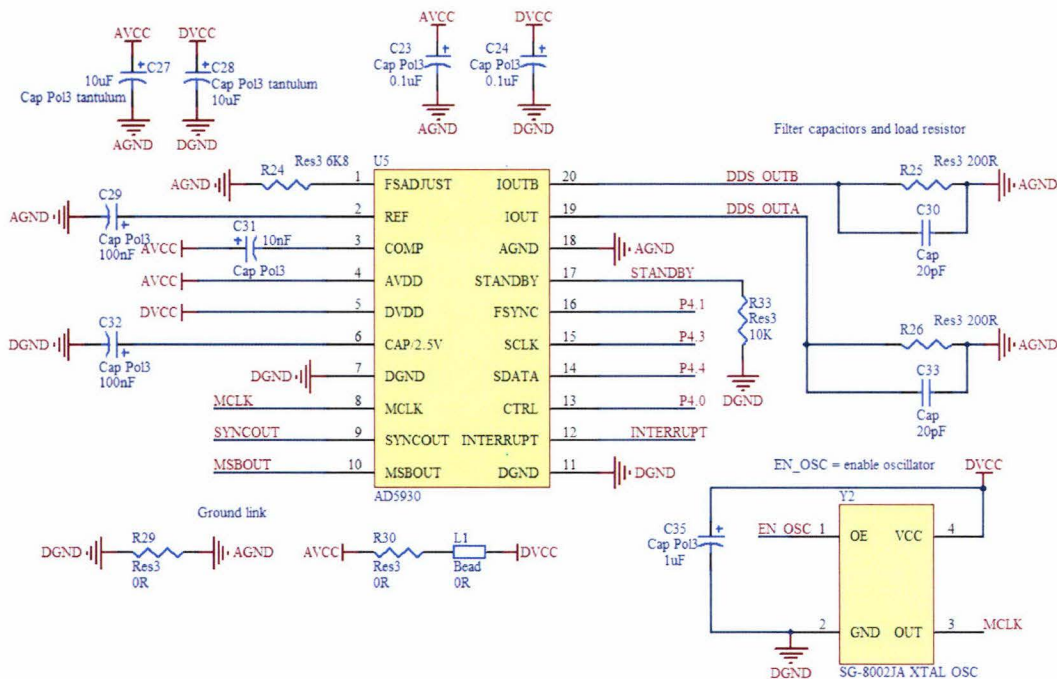 AVCC
C27
10uF
Cap Pol3 tantulum
AGND
DVCC
C28
Cap Pol3 tantulum
10uF
DGND
AVCC
C23
Cap Pol3
0.1uF
AGND
DVCC
C24
Cap Pol3
0.1uF
DGND
Filter capacitors and load resistor
AGND
R24
Res3 6K8
C29
AGND
Cap Pol3
100nF
C31
10nF
AVCC
Cap Pol3
AVCC
DVCC
C32
DGND
Cap Pol3
100nF
DGND
MCLK
SYNCOUT
MSBOUT
U5
1 FSADJUST IOUTB 20
2 REF IOUT 19
3 COMP AGND 18
4 AVDD STANDBY 17
5 DVDD FSYNC 16
6 CAP/2.5V SCLK 15
7 DGND SDATA 14
8 MCLK CTRL 13
9 SYNCOUT INTERRUPT 12
10 MSBOUT DGND 11
AD5930
DDS_OUTB
DDS_OUTA
AGND
STANDBY
P4.1
P4.3
P4.4
P4.0
INTERRUPT
DGND
R33
Res3
10K
DGND
R25
Res3 200R
AGND
C30
Cap
20pF
R26
Res3 200R
AGND
C33
Cap
20pF
Ground link
DGND
R29
AGND
Res3
0R
AVCC
R30
Res3
0R
L1
Bead
0R
DVCC
EN_OSC = enable oscillator
DVCC
Y2
C35
Cap Pol3
1uF
EN_OSC
1 OE VCC 4
2 GND OUT 3
MCLK
DGND
SG-8002JA XTAL OSC